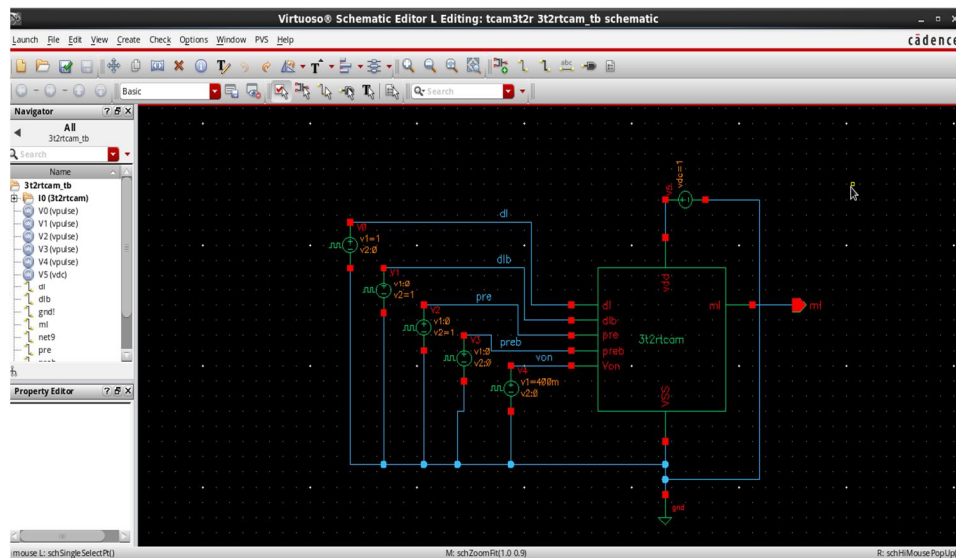 Virtuoso® Schematic Editor L Editing: tcam3t2r 3t2rtcam_tb schematic
Launch File Edit View Create Check Options Window PVS Help
cādence
Basic
Search
Navigator
All
3t2rtcam_tb
Search
Name
3t2rtcam_tb
I0 (3t2rtcam)
V0 (vpulse)
V1 (vpulse)
V2 (vpulse)
V3 (vpulse)
V4 (vpulse)
V5 (vdc)
dl
dlb
gnd!
ml
net9
pre
Property Editor
vdc=1
V5
dl
V0
v1=1
v2:0
dlb
V1
v1:0
v2=1
pre
V2
v1:0
v2=1
preb
V3
v1:0
v2:0
von
V4
v1=400m
v2:0
vdd
dl
dlb
pre
preb
Von
3t2rtcam
ml
ml
VSS
gnd
mouse L: schSingleSelectPt()
M: schZoomFit(1.0 0.9)
R: schHiMousePopUp(